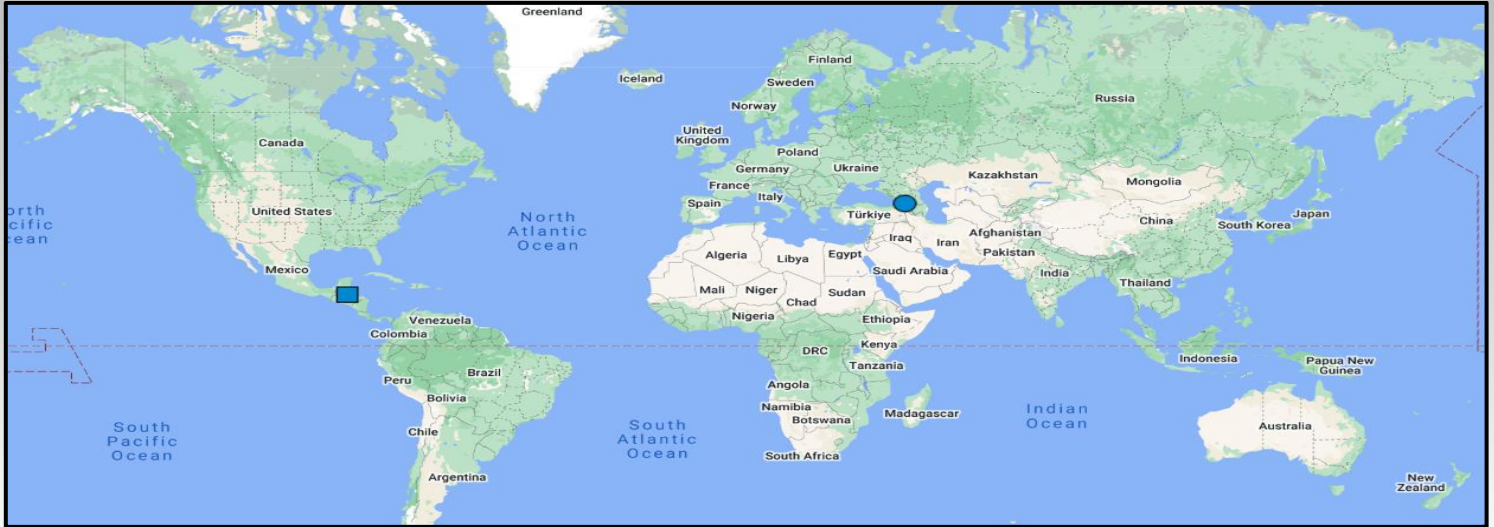 Greenland
Iceland
Finland
Sweden
Norway
Russia
United
Kingdom
Canada
Poland
Germany
Ukraine
France
Kazakhstan
Mongolia
Italy
Spain
United States
North
Atlantic
Ocean
orth
cific
cean
Türkiye
China
Japan
South Korea
Afghanistan
Iraq
Iran
Pakistan
Algeria
Libya
Egypt
Saudi Arabia
India
Mexico
Thailand
Mali
Niger
Sudan
Chad
Nigeria
Ethiopia
Venezuela
Colombia
Kenya
DRC
Tanzania
Indonesia
Papua New
Guinea
Peru
Brazil
Angola
Bolivia
Namibia
Botswana
Madagascar
Indian
Ocean
South
Pacific
Ocean
Chile
South
Atlantic
Ocean
Australia
South Africa
Argentina
New
Zealand